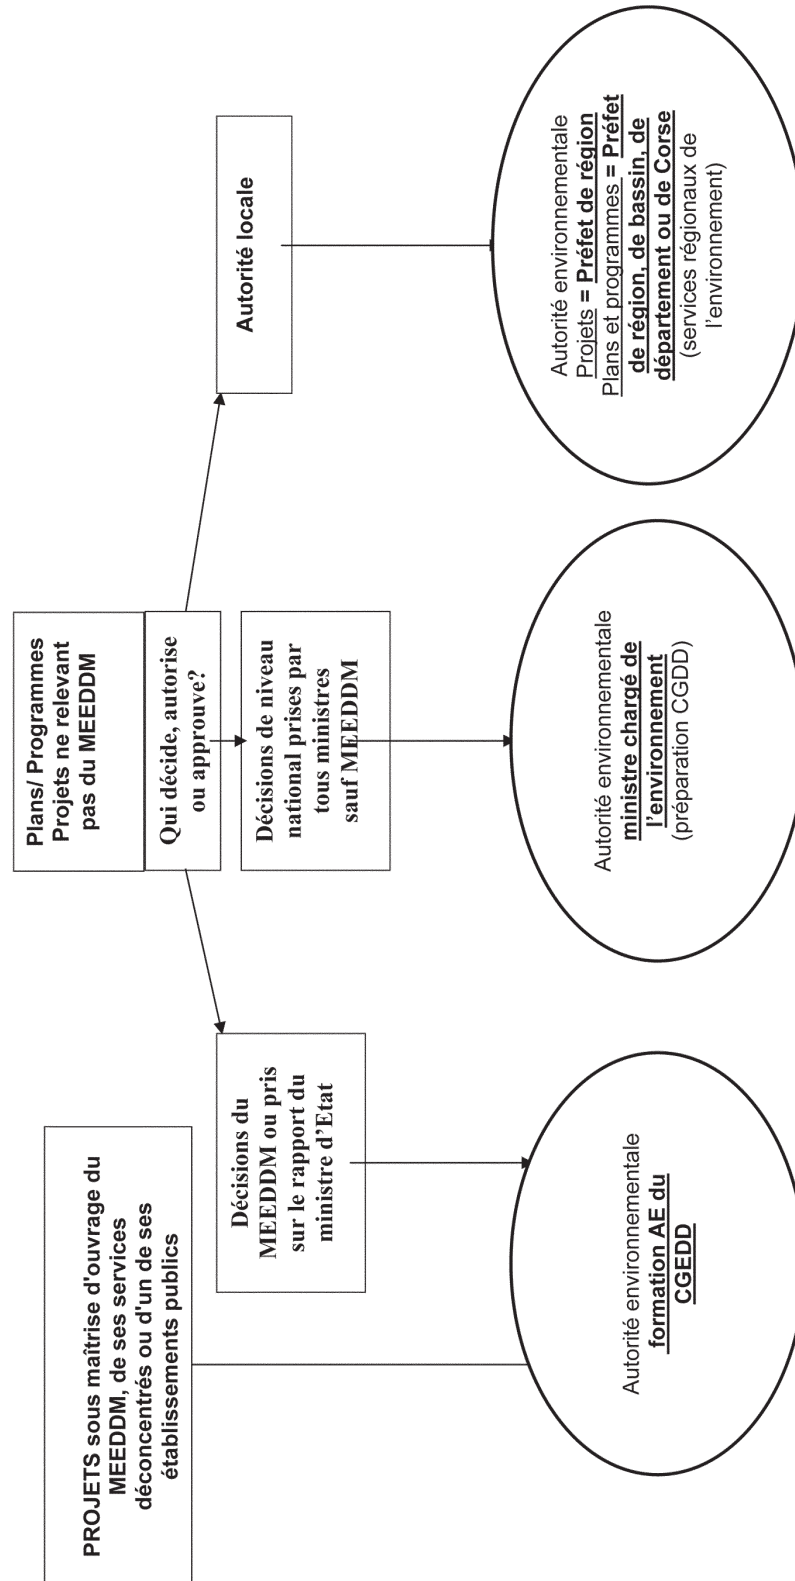 PROJETS sous maîtrise d'ouvrage du
MEEDDM, de ses services
déconcentrés ou d'un de ses
établissements publics
Plans/ Programmes
Projets ne relevant
pas du MEEDDM
Qui décide, autorise
ou approuve?
Décisions du
MEEDDM ou pris
sur le rapport du
ministre d'Etat
Décisions de niveau
national prises par
tous ministres
sauf MEEDDM
Autorité locale
Autorité environnementale
formation AE du
CGEDD
Autorité environnementale
ministre chargé de
l'environnement
(préparation CGDD)
Autorité environnementale
Projets = Préfet de région
Plans et programmes = Préfet
de région, de bassin, de
département ou de Corse
(services régionaux de
l'environnement)